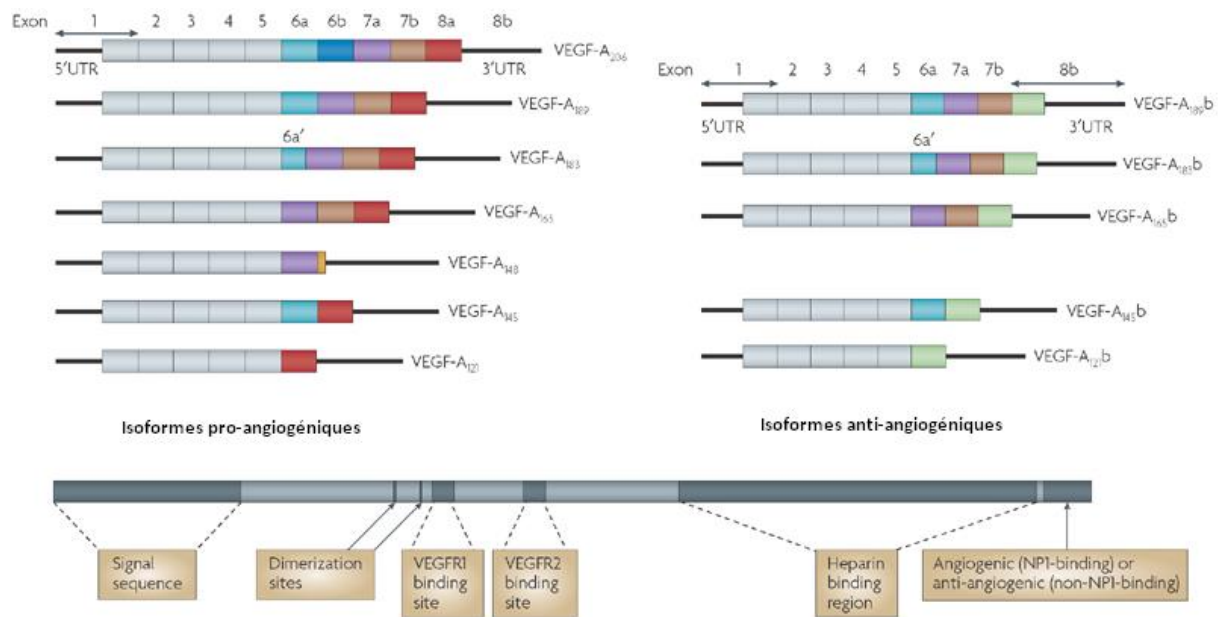 Exon 1 2 3 4 5 6a 6b 7a 7b 8a 8b
5'UTR 3'UTR VEGF-A206
VEGF-A189
6a'
VEGF-A183
VEGF-A165
VEGF-A148
VEGF-A145
VEGF-A121
Isoformes pro-angiogéniques
Exon 1 2 3 4 5 6a 7a 7b 8b
VEGF-A189b
5'UTR 6a' 3'UTR
VEGF-A183b
VEGF-A165b
VEGF-A145b
VEGF-A121b
Isoformes anti-angiogéniques
Signal
sequence
Dimerization
sites
VEGFR1
binding
site
VEGFR2
binding
site
Heparin
binding
region
Angiogenic (NP1-binding) or
anti-angiogenic (non-NP1-binding)